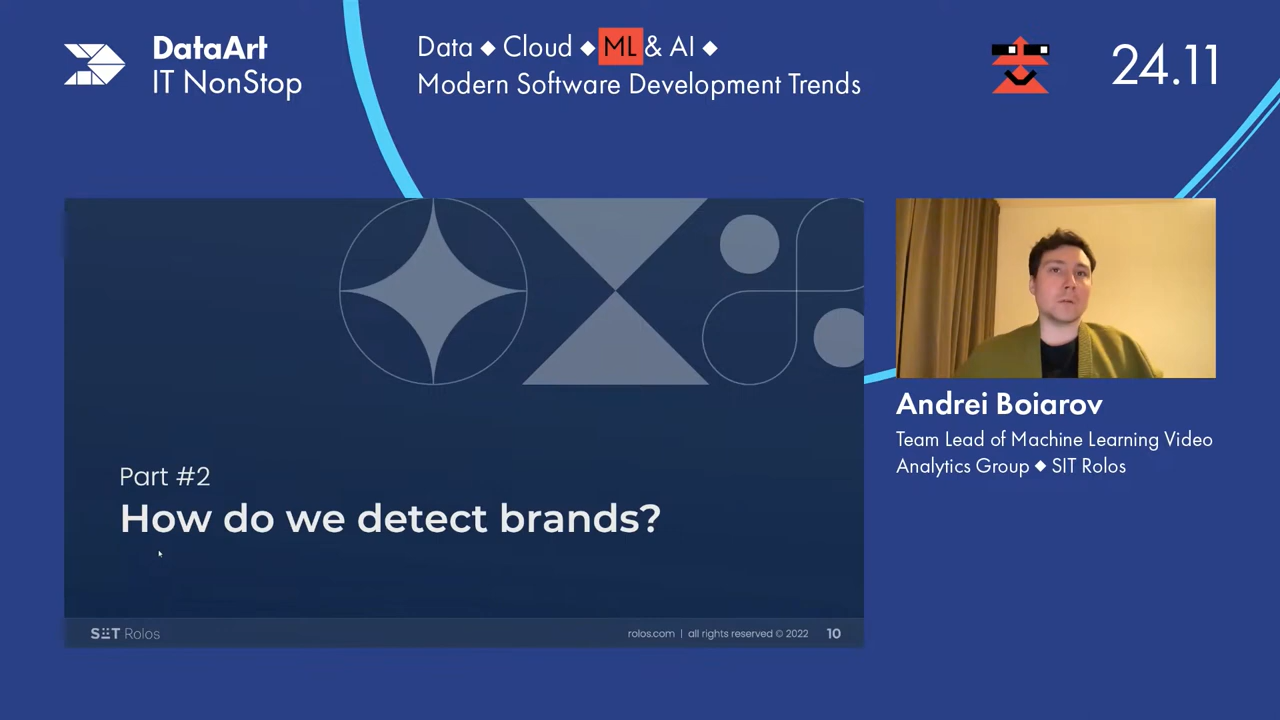 DataArt
IT NonStop
Data ◆ Cloud ◆ ML & AI ◆
Modern Software Development Trends
24.11
Part #2
How do we detect brands?
SIT Rolos
rolos.com | all rights reserved © 2022 10
Andrei Boiarov
Team Lead of Machine Learning Video
Analytics Group ◆ SIT Rolos